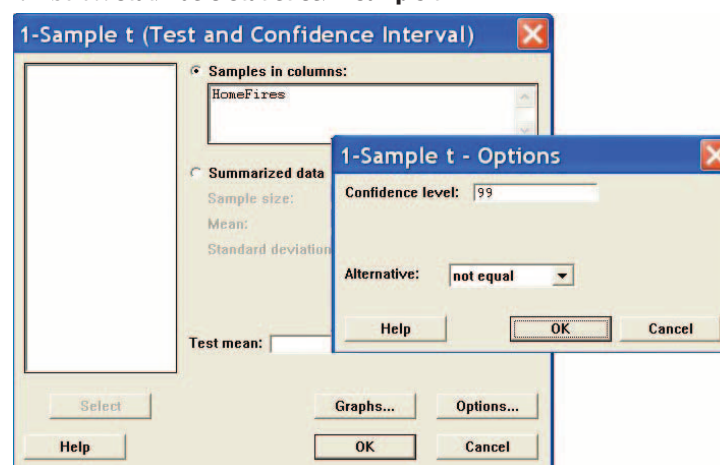 1-Sample t (Test and Confidence Interval)
Samples in columns:
HomeFires
Summarized data
Sample size:
Mean:
Standard deviation
Test mean:
Select
Graphs...
Options...
Help
OK
Cancel
1-Sample t - Options
Confidence level: 99
Alternative: not equal
Help
OK
Cancel